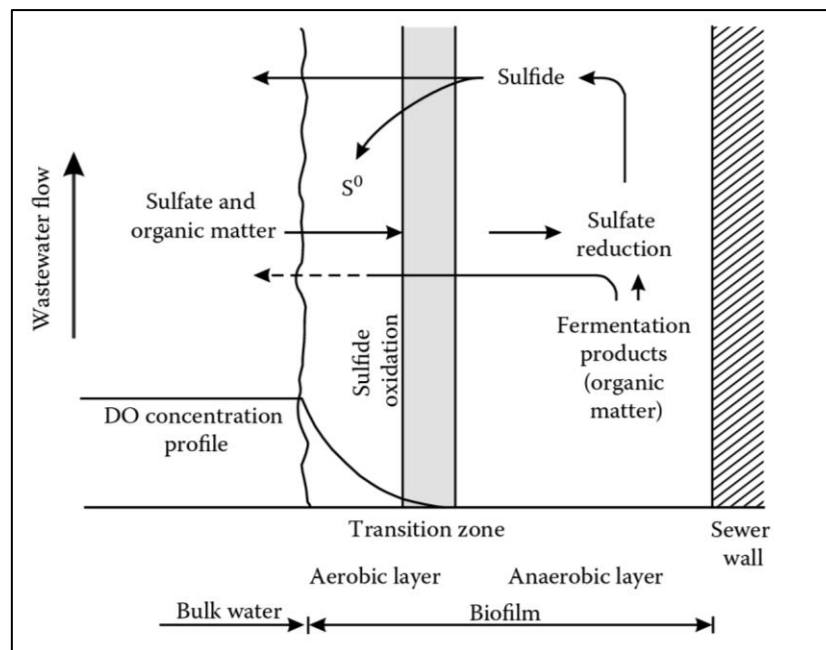 Sulfide
S⁰
Sulfate and
organic matter
Sulfate
reduction
Wastewater flow
Fermentation
products
(organic
matter)
Sulfide
oxidation
DO concentration
profile
Transition zone
Sewer
wall
Aerobic layer
Anaerobic layer
Bulk water
Biofilm